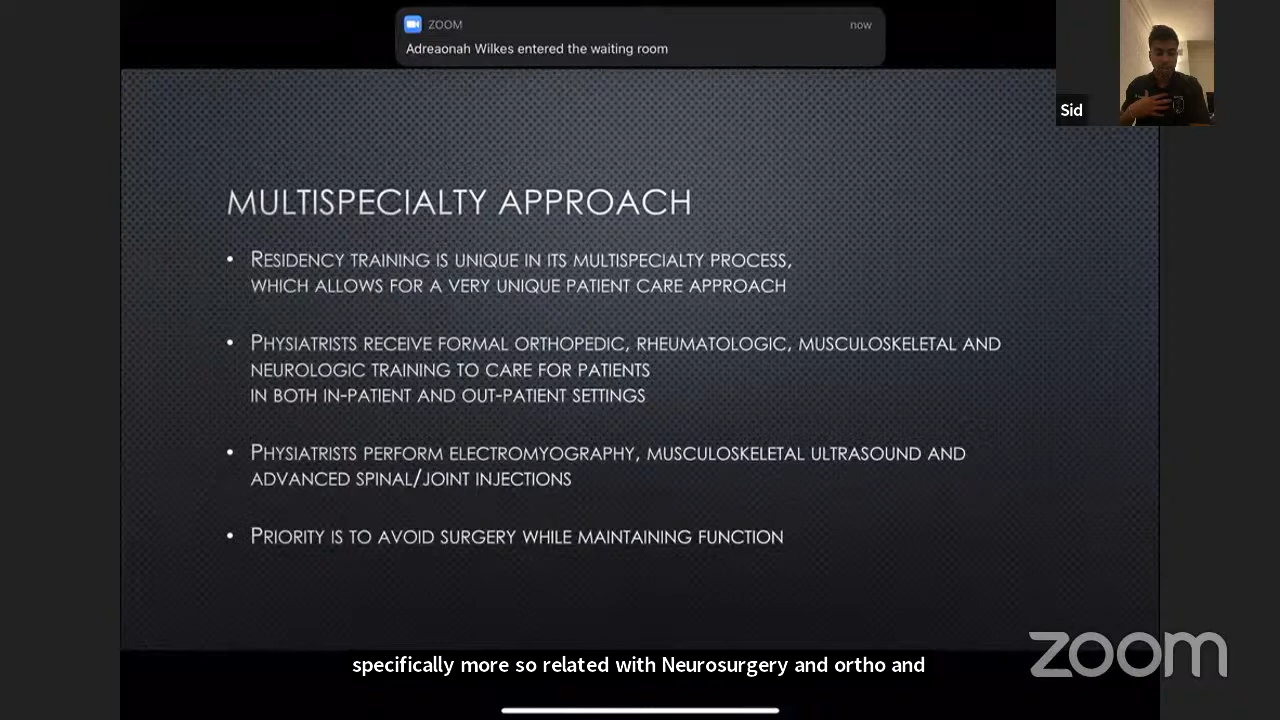 ZOOM
now
Adreaonah Wilkes entered the waiting room
Sid
MULTISPECIALTY APPROACH
• RESIDENCY TRAINING IS UNIQUE IN ITS MULTISPECIALTY PROCESS,
WHICH ALLOWS FOR A VERY UNIQUE PATIENT CARE APPROACH
• PHYSIATRISTS RECEIVE FORMAL ORTHOPEDIC, RHEUMATOLOGIC, MUSCULOSKELETAL AND
NEUROLOGIC TRAINING TO CARE FOR PATIENTS
IN BOTH IN-PATIENT AND OUT-PATIENT SETTINGS
• PHYSIATRISTS PERFORM ELECTROMYOGRAPHY, MUSCULOSKELETAL ULTRASOUND AND
ADVANCED SPINAL/JOINT INJECTIONS
• PRIORITY IS TO AVOID SURGERY WHILE MAINTAINING FUNCTION
zoom
specifically more so related with Neurosurgery and ortho and